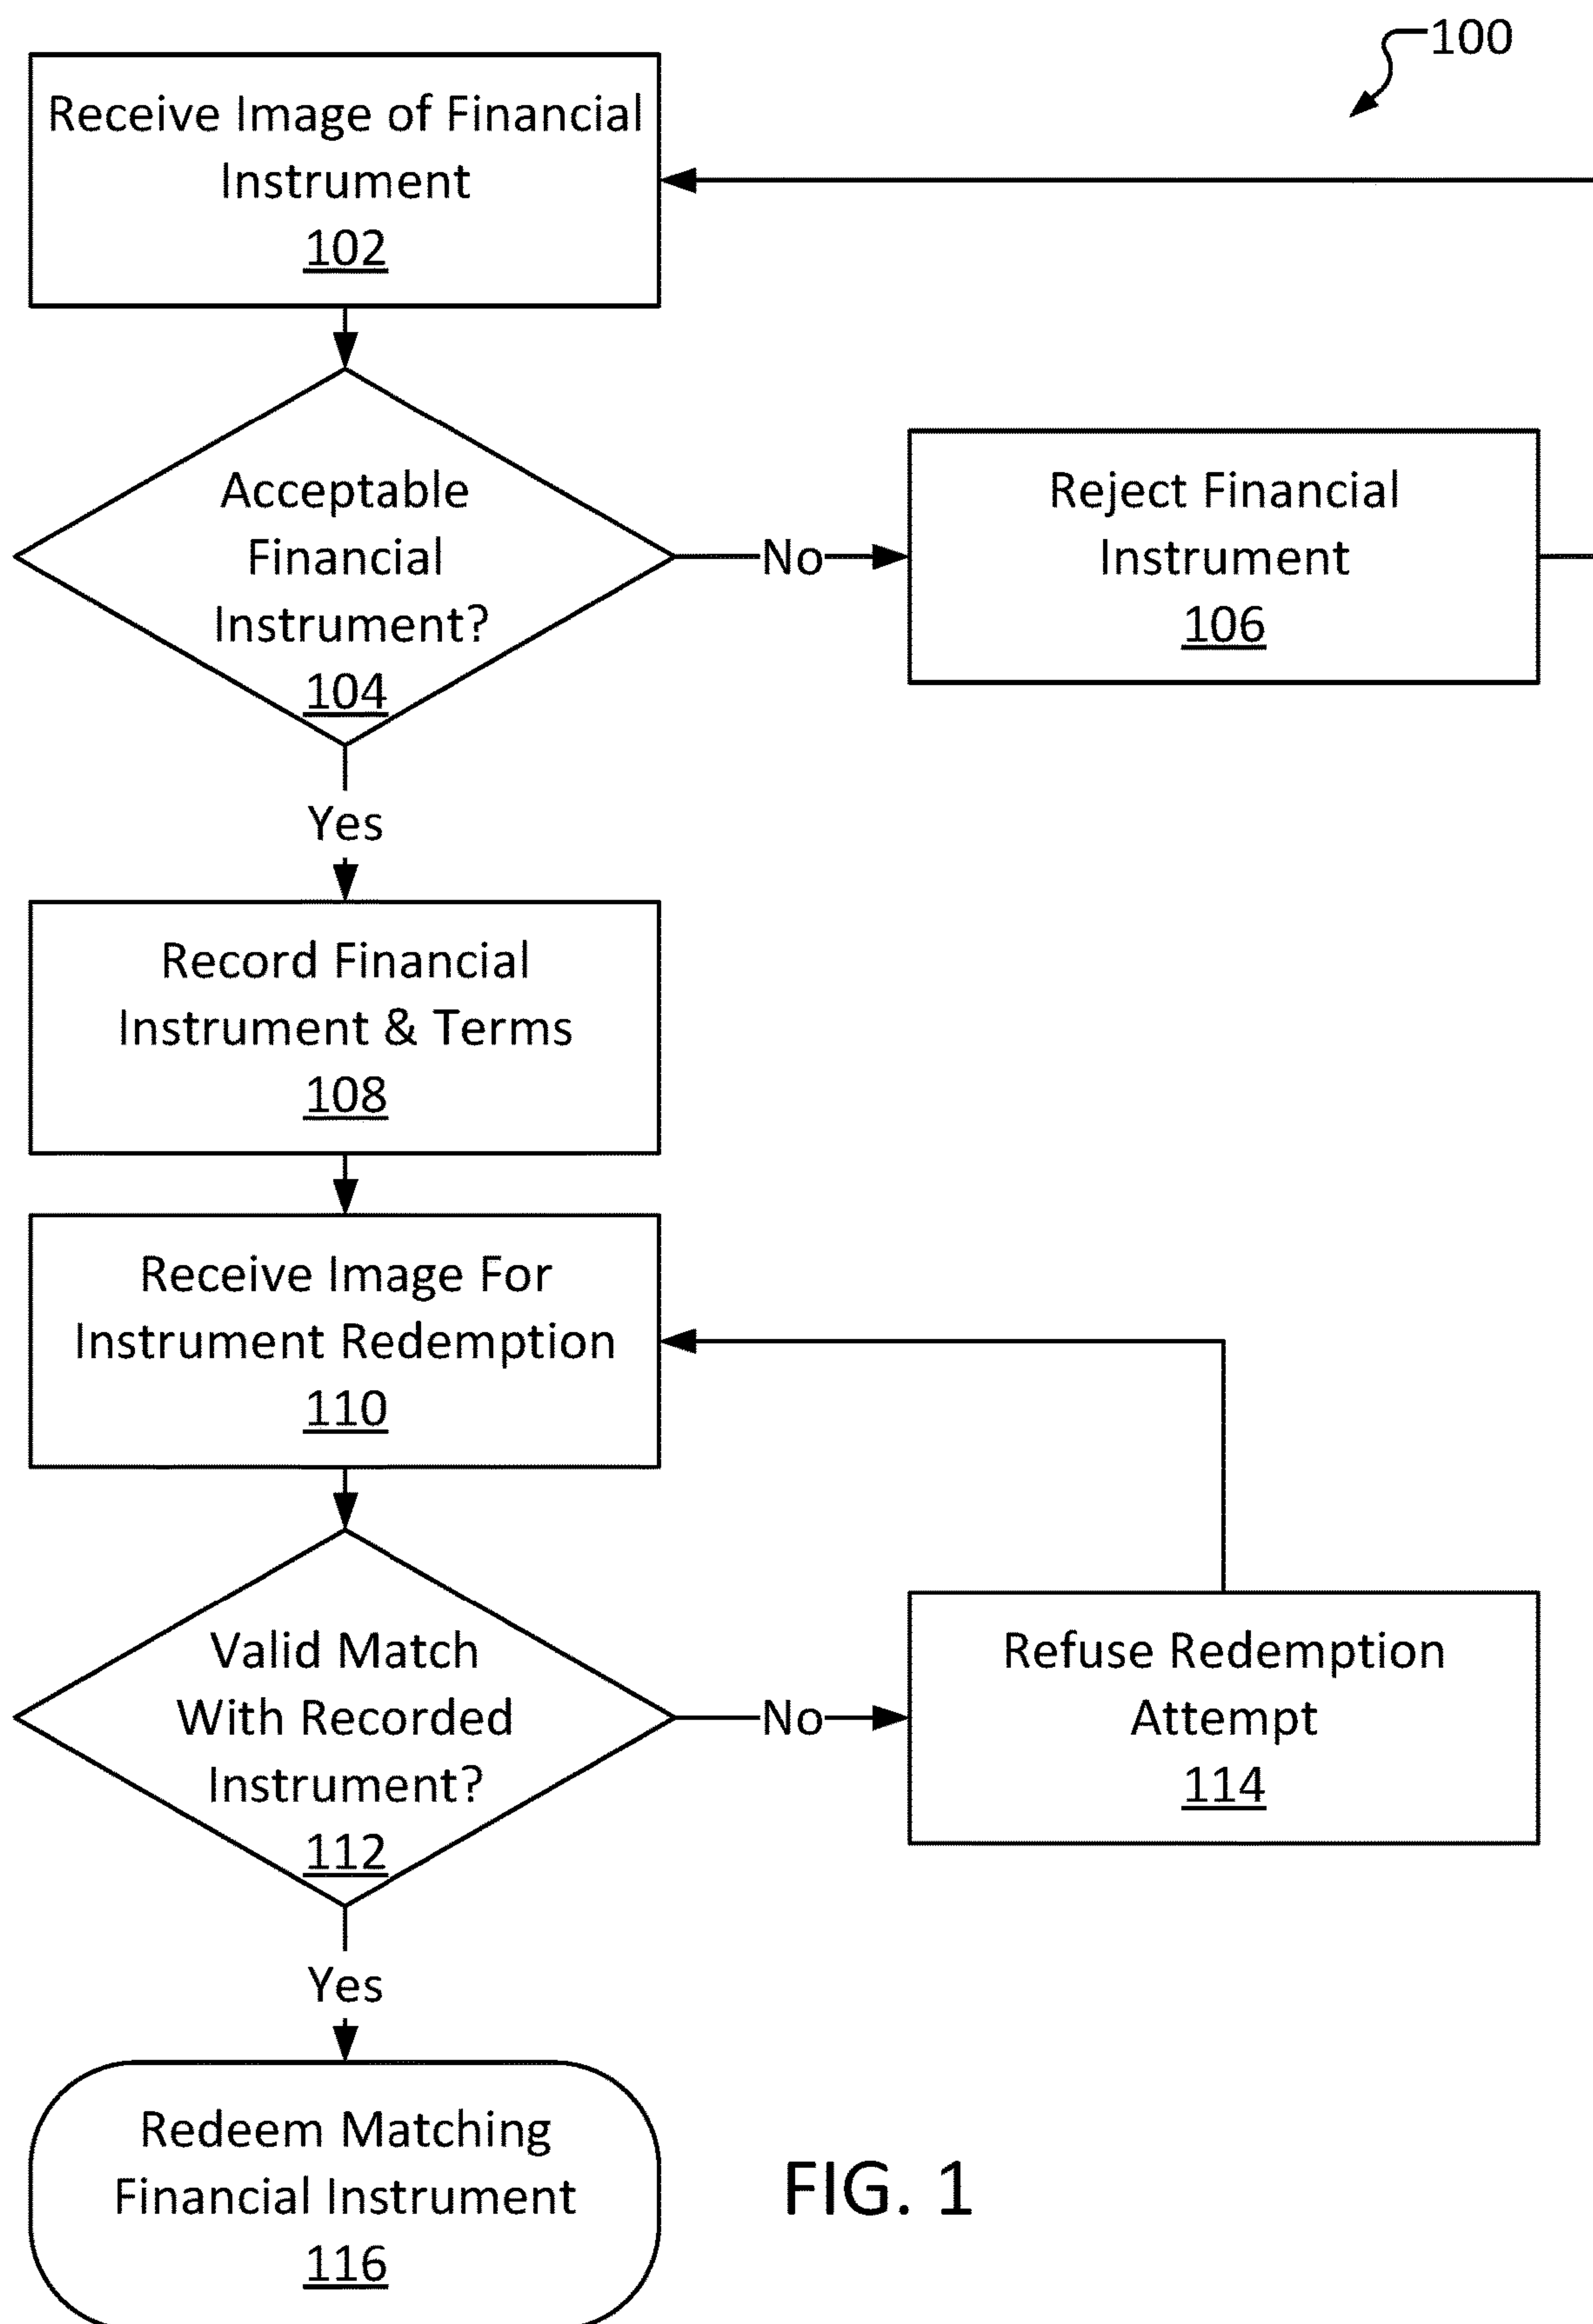 100
Receive Image of Financial
Instrument
102
Acceptable
Financial
Instrument?
104
No
Reject Financial
Instrument
106
Yes
Record Financial
Instrument & Terms
108
Receive Image For
Instrument Redemption
110
Valid Match
With Recorded
Instrument?
112
No
Refuse Redemption
Attempt
114
Yes
Redeem Matching
Financial Instrument
116
FIG. 1